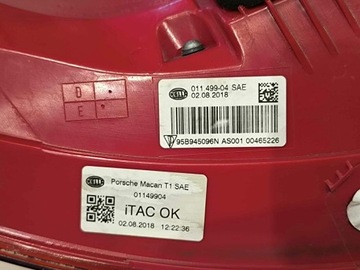 D
E
HELLA
011 499-04 SAE
02.08.2018
95B945096N AS001 00465226
HELLA
Porsche Macan T1 SAE
01149904
iTAC OK
02.08.2018 12:22:36